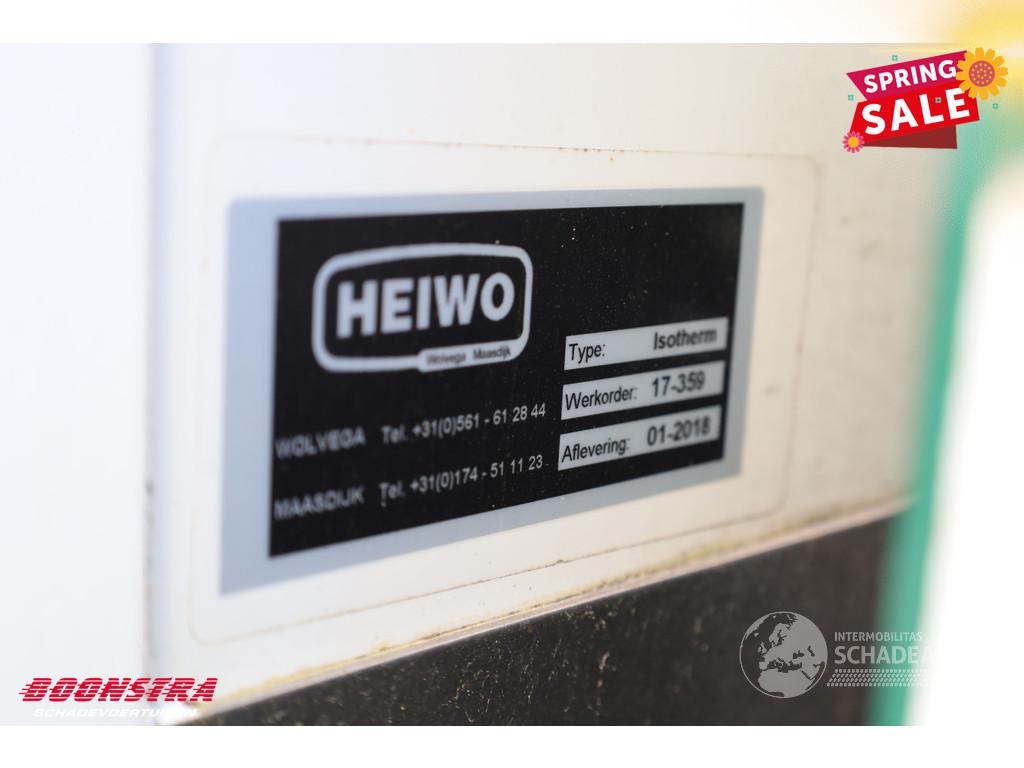 SPRING
SALE
HEIWO
Wolvega Maasdijk
Type: Isotherm
Werkorder: 17-359
Aflevering: 01-2018
WOLVEGA Tel. +31(0)561 - 61 28 44
MAASDIJK Tel. +31(0)174 - 51 11 23
INTERMOBILITAS
SCHADEA
BOONSTRA
SCHADEVOERTUIGEN